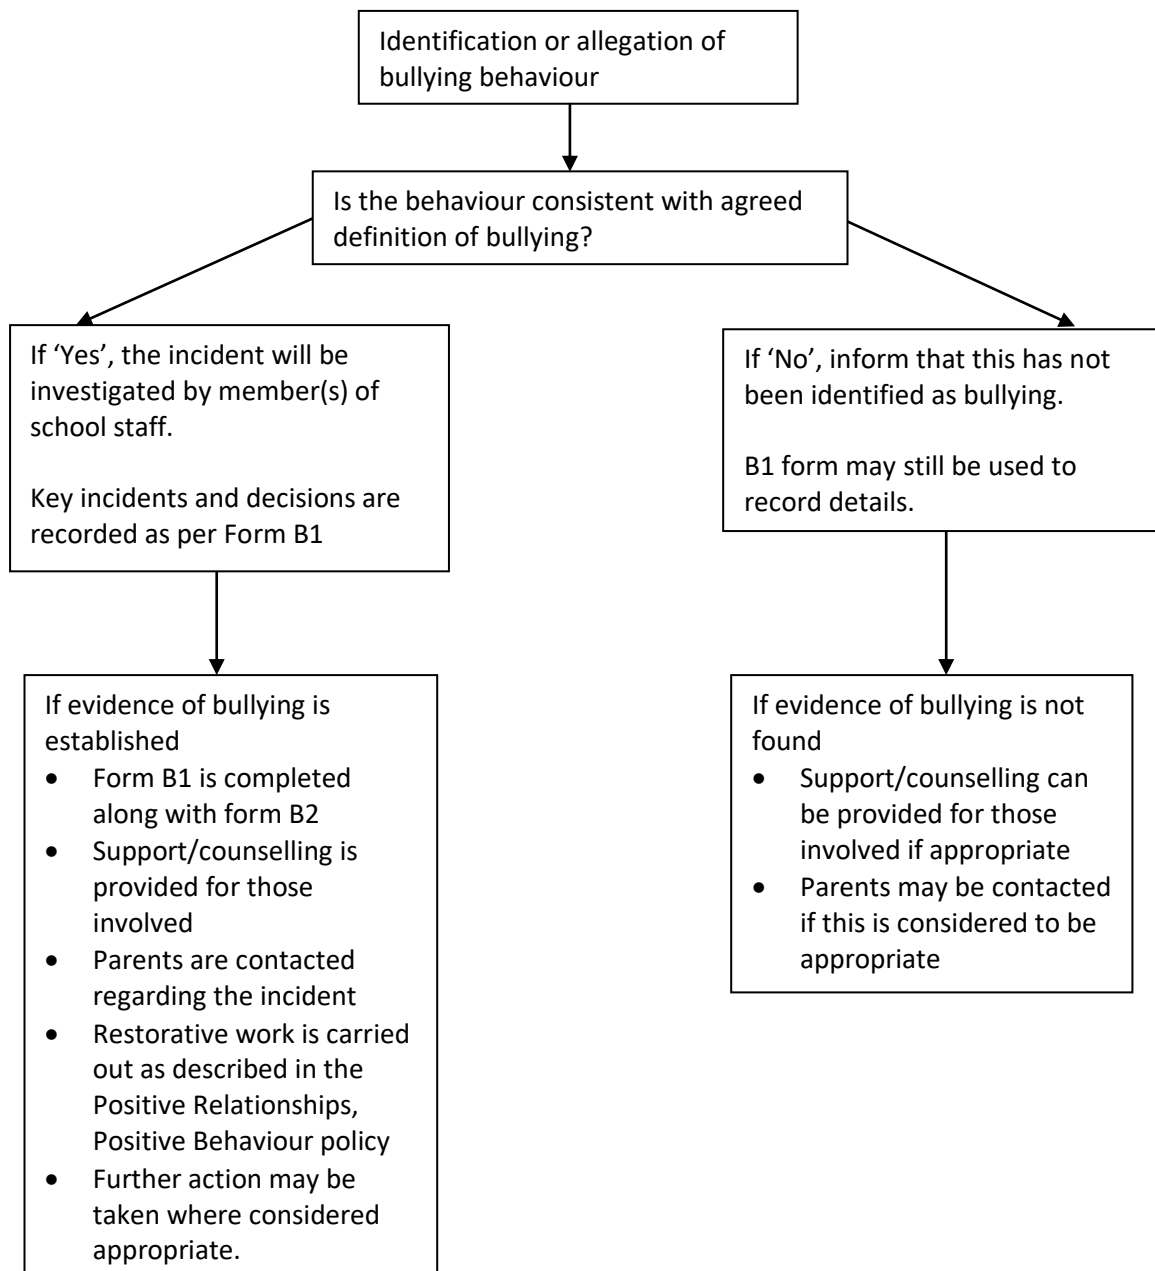 Identification or allegation of
bullying behaviour
Is the behaviour consistent with agreed
definition of bullying?
If ‘Yes’, the incident will be
investigated by member(s) of
school staff.
Key incidents and decisions are
recorded as per Form B1
If ‘No’, inform that this has not
been identified as bullying.
B1 form may still be used to
record details.
If evidence of bullying is
established
• Form B1 is completed
along with form B2
• Support/counselling is
provided for those
involved
• Parents are contacted
regarding the incident
• Restorative work is carried
out as described in the
Positive Relationships,
Positive Behaviour policy
• Further action may be
taken where considered
appropriate.
If evidence of bullying is not
found
• Support/counselling can
be provided for those
involved if appropriate
• Parents may be contacted
if this is considered to be
appropriate